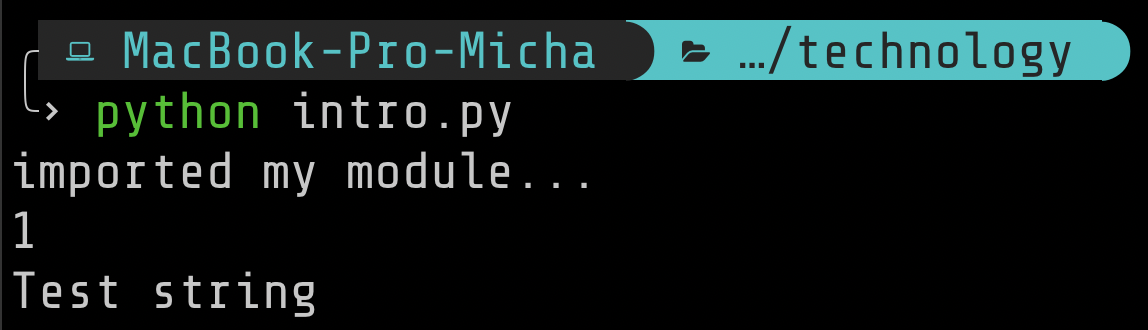 MacBook-Pro-Micha …/technology
› python intro.py
imported my module...
1
Test string